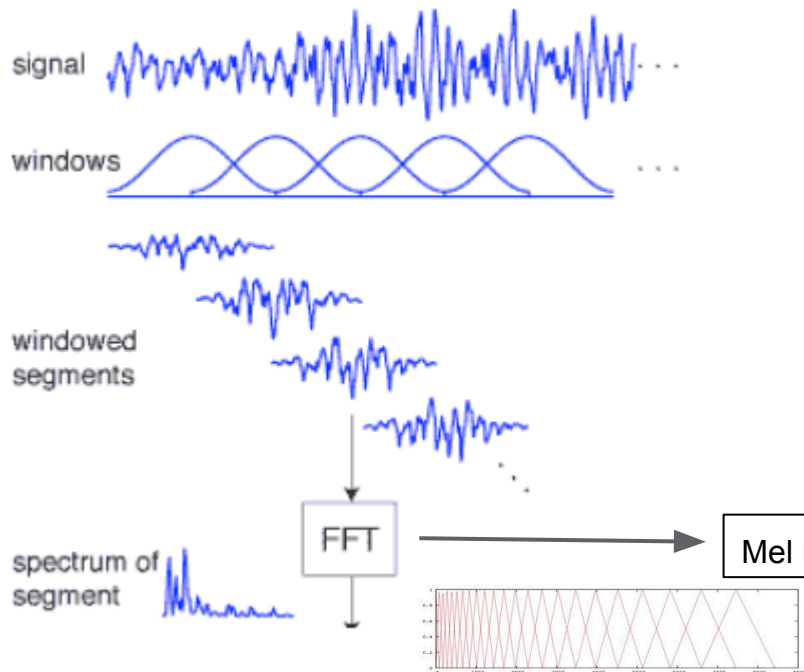 signal
. . .
windows
. . .
windowed
segments
FFT
Mel
spectrum of
segment